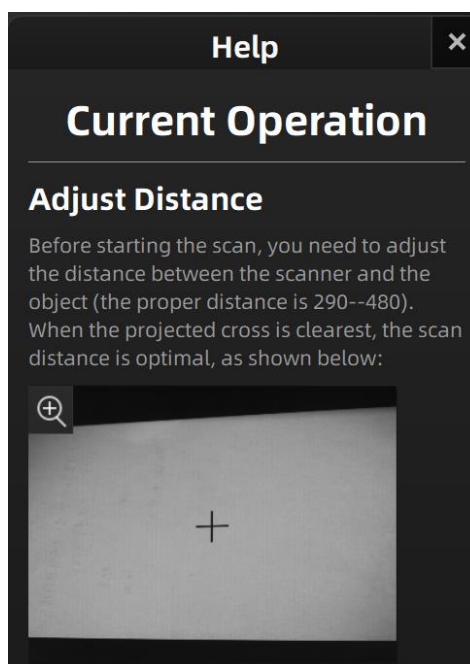 Help
Current Operation
Adjust Distance
Before starting the scan, you need to adjust
the distance between the scanner and the
object (the proper distance is 290--480).
When the projected cross is clearest, the scan
distance is optimal, as shown below: